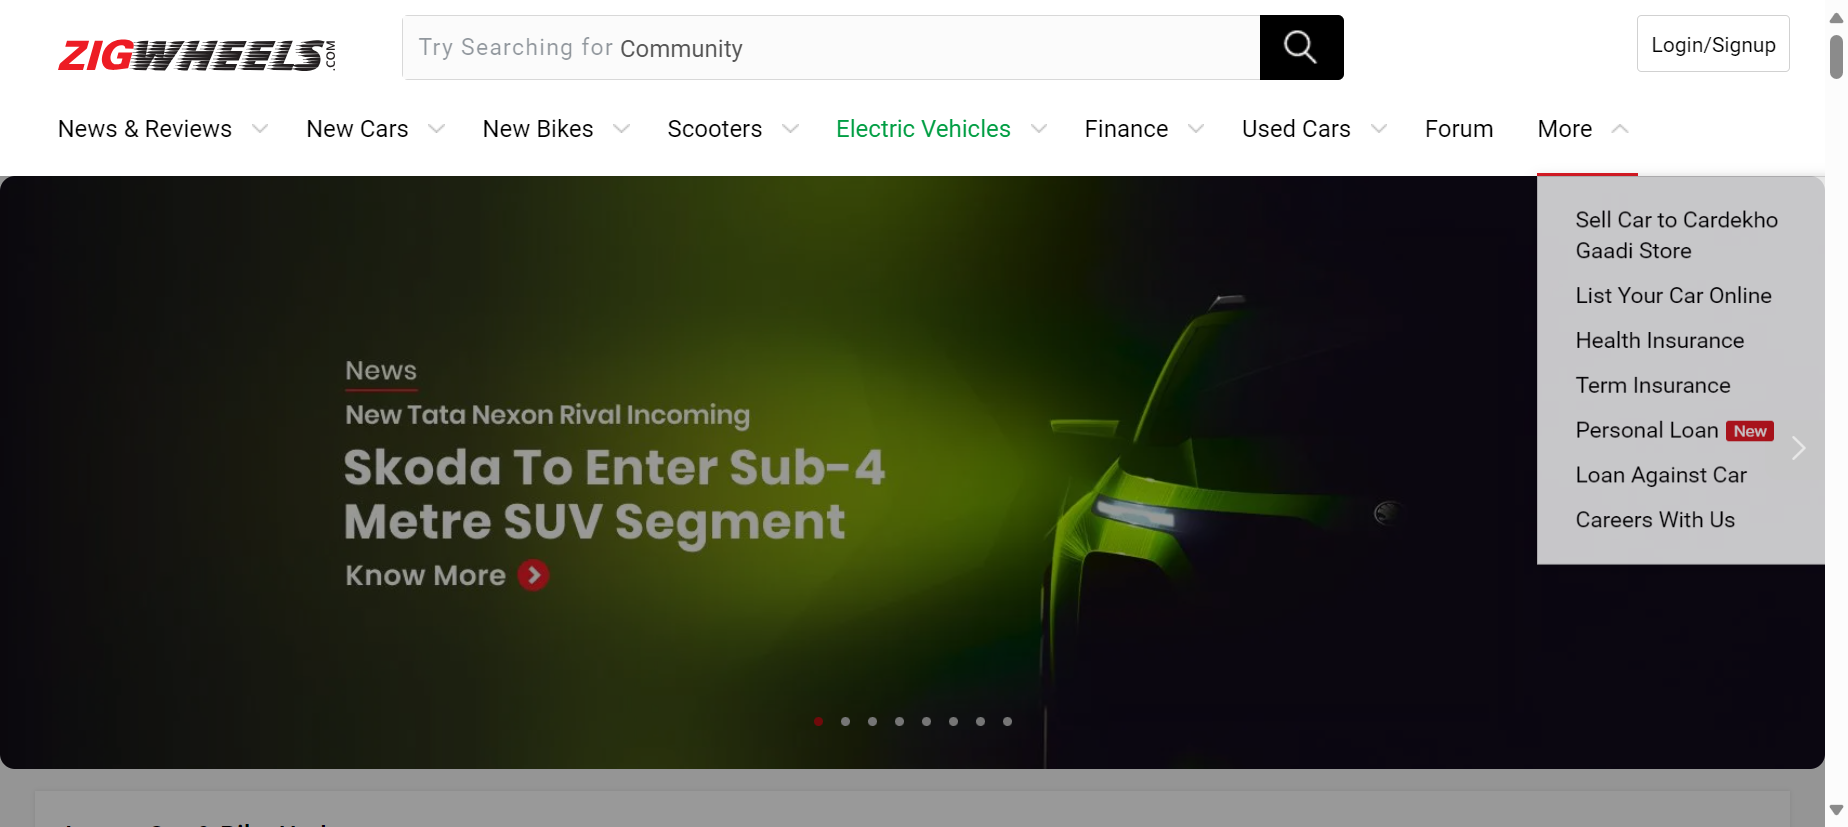 ZIGWHEELS.COM
Try Searching for Community
Login/Signup
News & Reviews
New Cars
New Bikes
Scooters
Electric Vehicles
Finance
Used Cars
Forum
More
Sell Car to Cardekho
Gaadi Store
List Your Car Online
Health Insurance
Term Insurance
Personal Loan New
Loan Against Car
Careers With Us
News
New Tata Nexon Rival Incoming
Skoda To Enter Sub-4
Metre SUV Segment
Know More